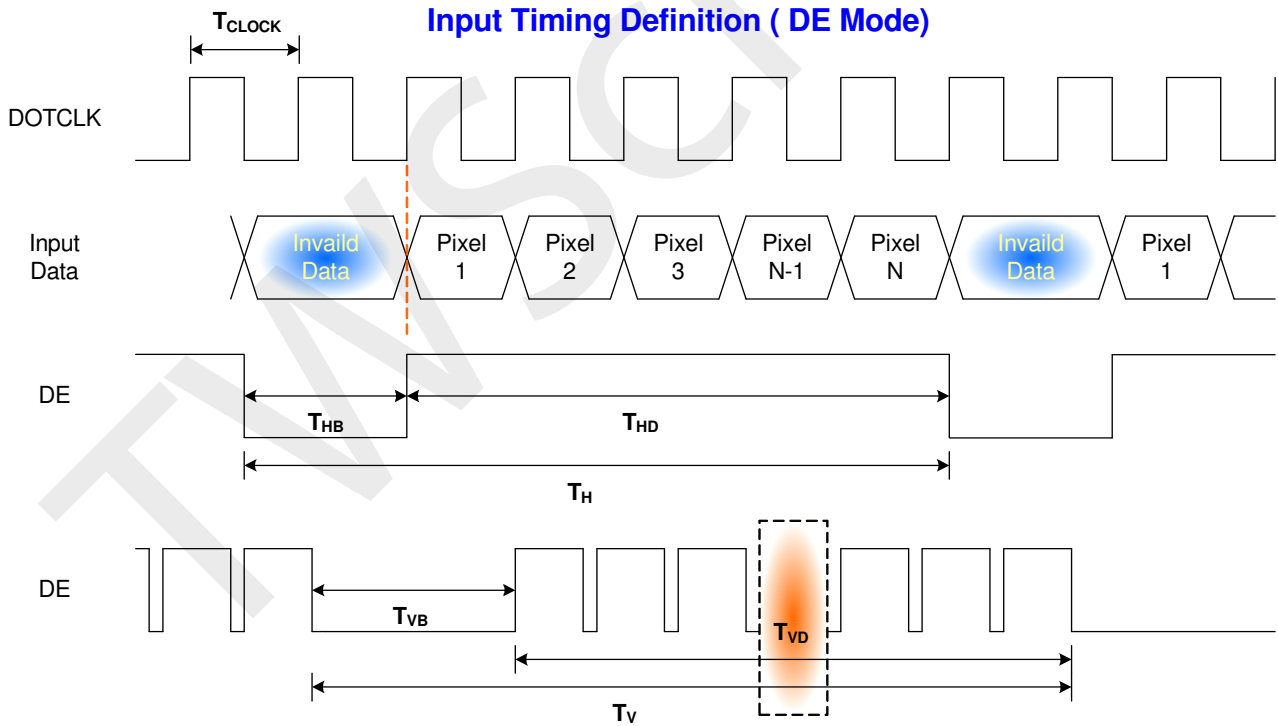 Input Timing Definition ( DE Mode)
TCLOCK
DOTCLK
Input
Data
Invaild
Data
Pixel
1
Pixel
2
Pixel
3
Pixel
N-1
Pixel
N
Invaild
Data
Pixel
1
DE
THB
THD
TH
DE
TVB
TVD
TV